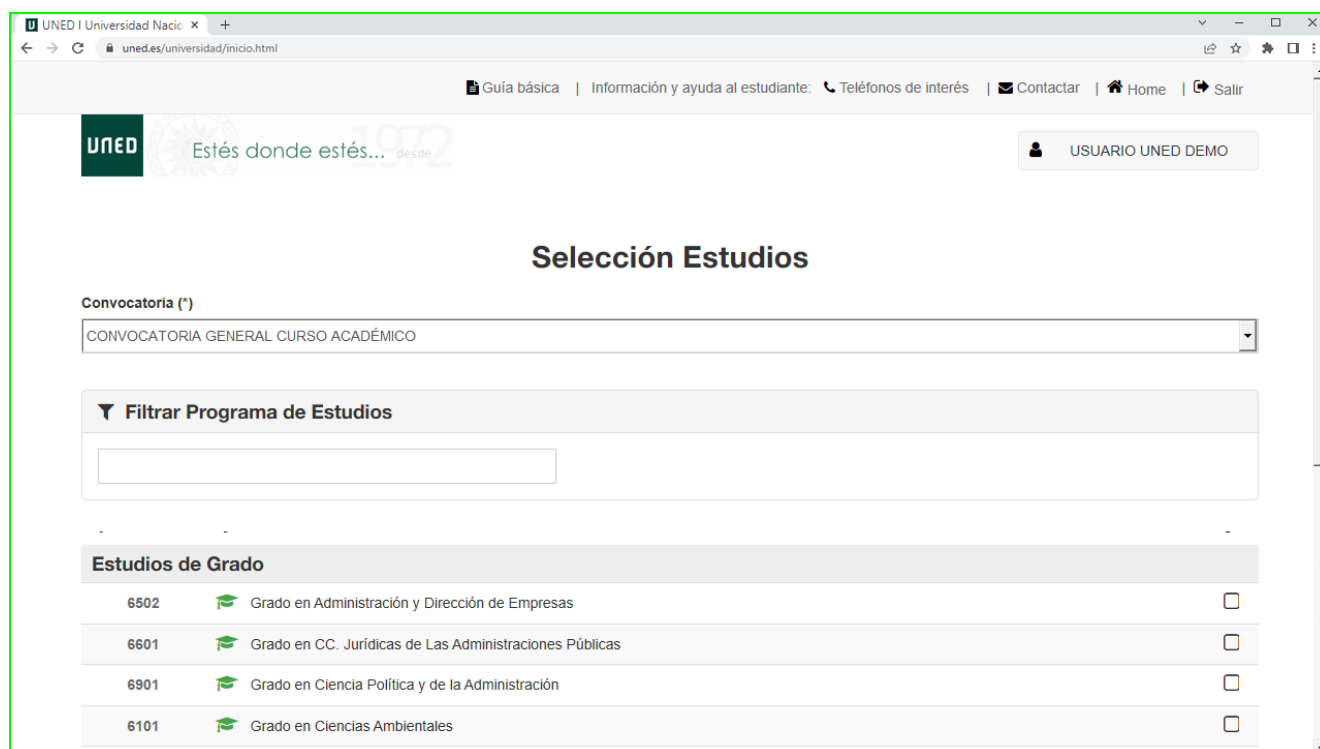 UNED I Universidad Nacio
uned.es/universidad/inicio.html
Guía básica | Información y ayuda al estudiante: Teléfonos de interés | Contactar | Home | Salir
UNED
Estés donde estés... desde 1972
USUARIO UNED DEMO
Selección Estudios
Convocatoria (*)
CONVOCATORIA GENERAL CURSO ACADÉMICO
Filtrar Programa de Estudios
Estudios de Grado
6502 Grado en Administración y Dirección de Empresas
6601 Grado en CC. Jurídicas de Las Administraciones Públicas
6901 Grado en Ciencia Política y de la Administración
6101 Grado en Ciencias Ambientales